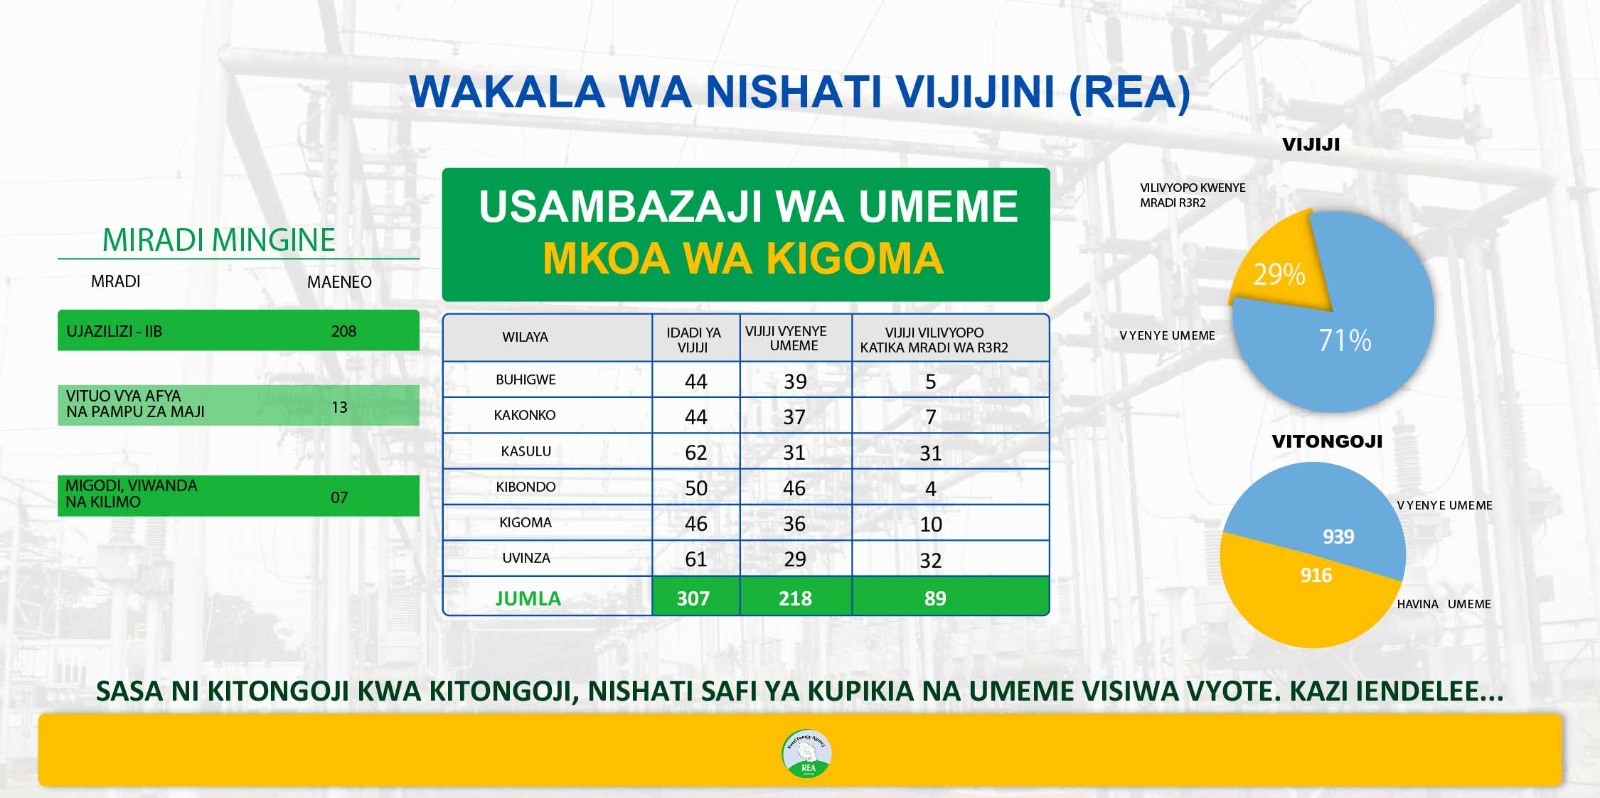 WAKALA WA NISHATI VIJIJINI (REA)
USAMBAZAJI WA UMEME
MKOA WA KIGOMA
MIRADI MINGINE
MRADI MAENEO
UJAZILIZI - IIB 208
VITUO VYA AFYA
NA PAMPU ZA MAJI 13
MIGODI, VIWANDA
NA KILIMO 07
WILAYA IDADI YA VIJIJI VIJIJI VYENYE UMEME VIJIJI VILIVYOPO KATIKA MRADI WA R3R2
BUHIGWE 44 39 5
KAKONKO 44 37 7
KASULU 62 31 31
KIBONDO 50 46 4
KIGOMA 46 36 10
UVINZA 61 29 32
JUMLA 307 218 89
VIJIJI
VILIVYOPO KWENYE
MRADI R3R2
29%
VYENYE UMEME
71%
VITONGOJI
VYENYE UMEME
939
916
HAVINA UMEME
SASA NI KITONGOJI KWA KITONGOJI, NISHATI SAFI YA KUPIKIA NA UMEME VISIWA VYOTE. KAZI IENDELEE...
REA